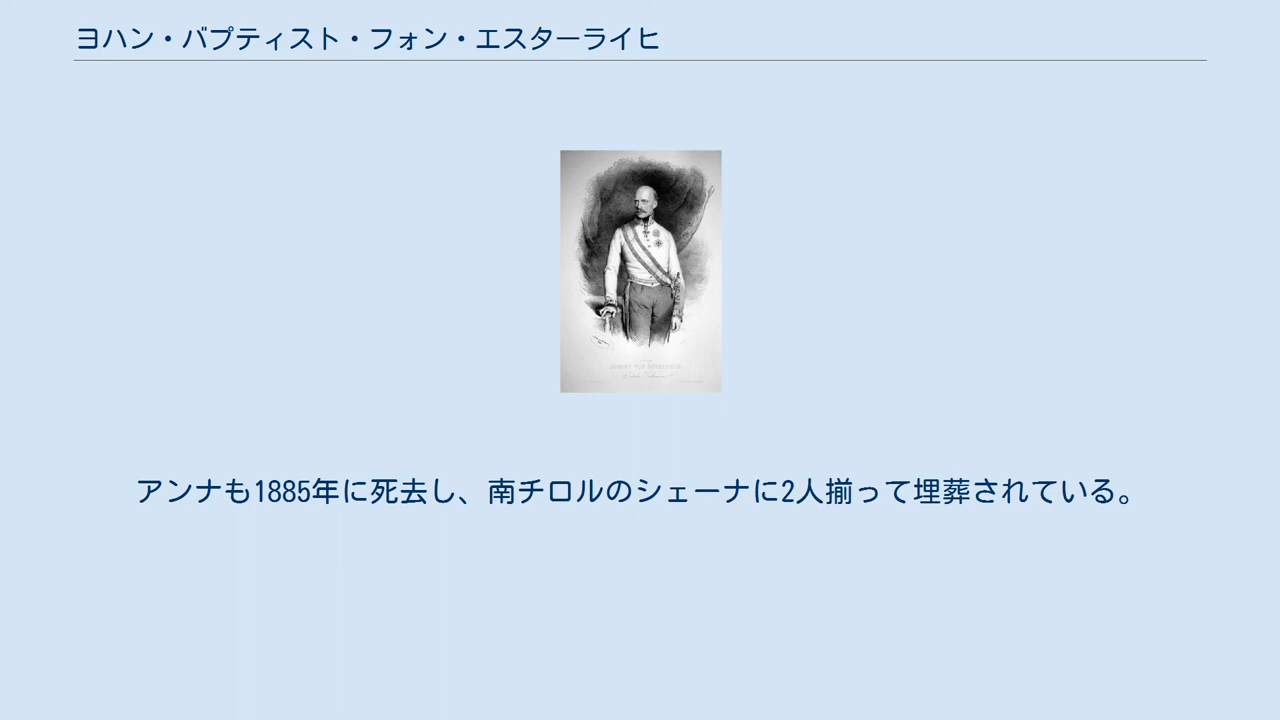 ヨハン・バプティスト・フォン・エスターライヒ
アンナも1885年に死去し、南チロルのシェーナに2人揃って埋葬されている。